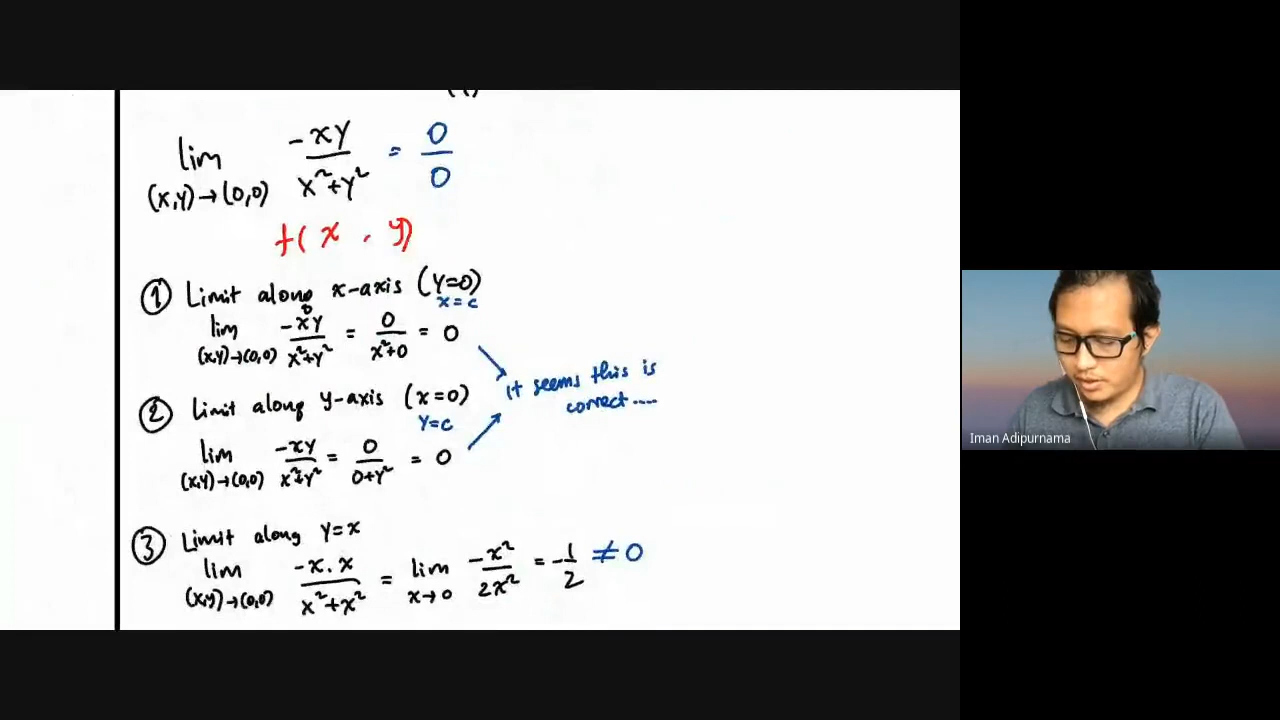 lim -xy / x²+y² = 0/0
(x,y)→(0,0)
f(x, y)
① Limit along x-axis (y=0)
x=c
lim -xy⁰ / x²+y² = 0 / x²+0 = 0
(x,y)→(0,0)
It seems this is
correct....
② Limit along y-axis (x=0)
y=c
lim -xy / x²+y² = 0 / 0+y² = 0
(x,y)→(0,0)
③ Limit along y=x
lim -x.x / x²+x² = lim -x² / 2x² = -1/2 ≠ 0
(x,y)→(0,0) x→0
Iman Adipurnama